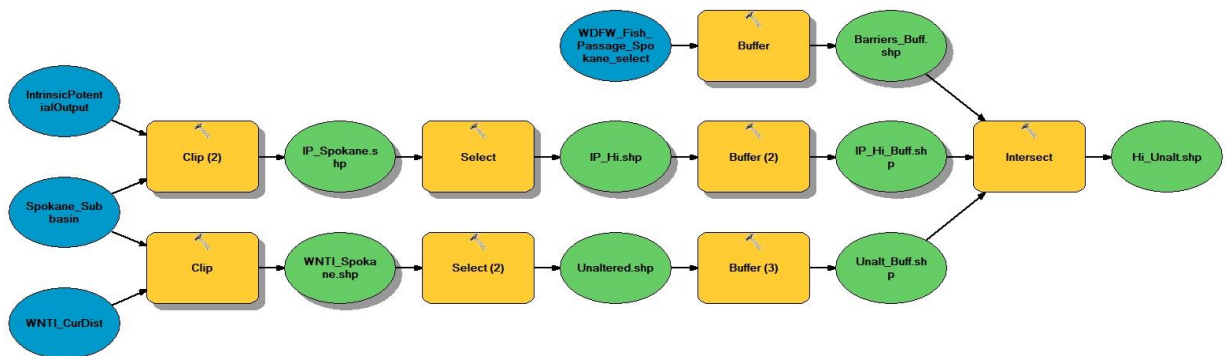 WDFW_Fish_
Passage_Spo
kane_select
Buffer
Barriers_Buff.
shp
IntrinsicPotent
ialOutput
Clip (2)
IP_Spokane.s
hp
Select
IP_Hi.shp
Buffer (2)
IP_Hi_Buff.sh
p
Intersect
Hi_Unalt.shp
Spokane_Sub
basin
Clip
WNTI_Spoka
ne.shp
Select (2)
Unaltered.shp
Buffer (3)
Unalt_Buff.sh
p
WNTI_CurDist